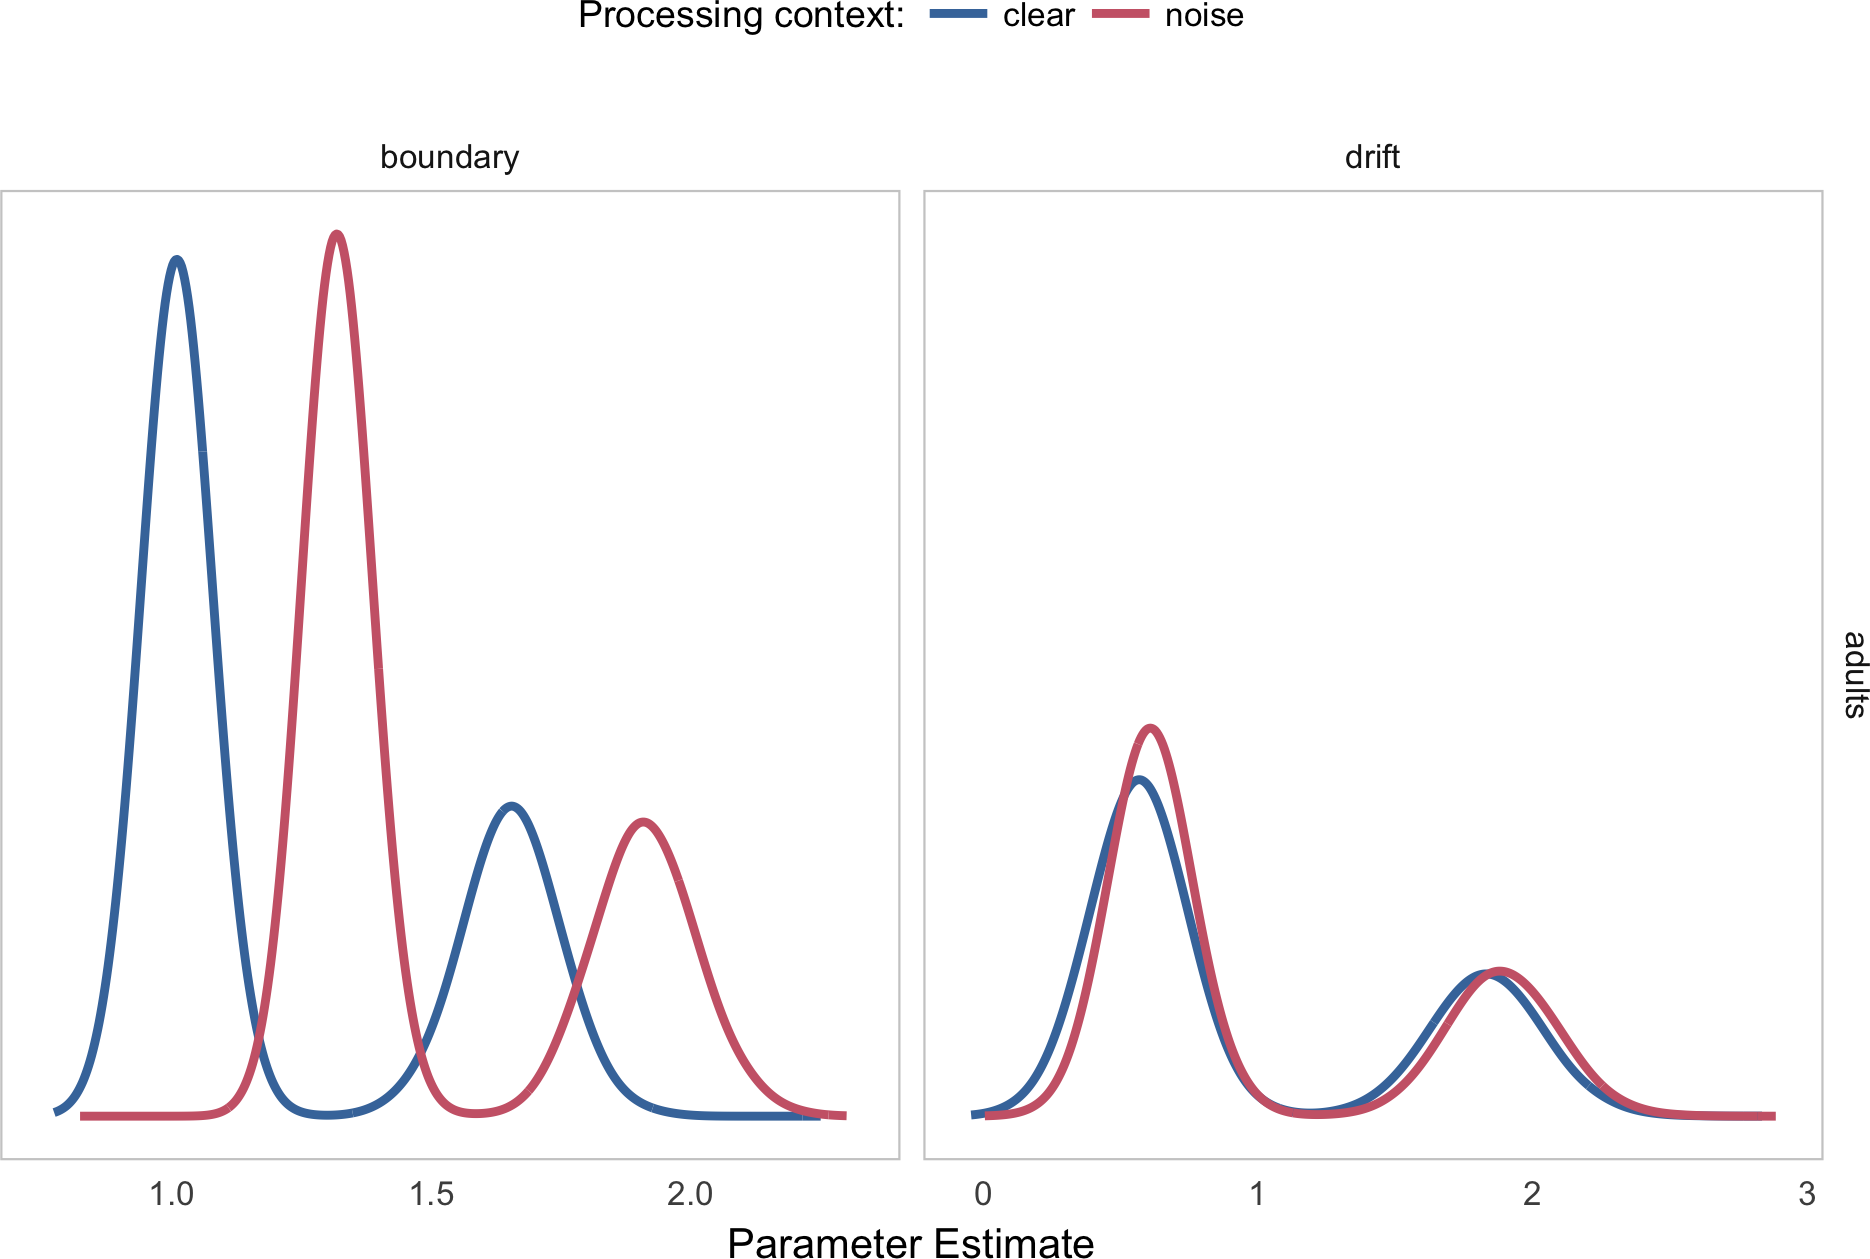 Processing context: clear noise
boundary drift
adults
1.0 1.5 2.0 0 1 2 3
Parameter Estimate